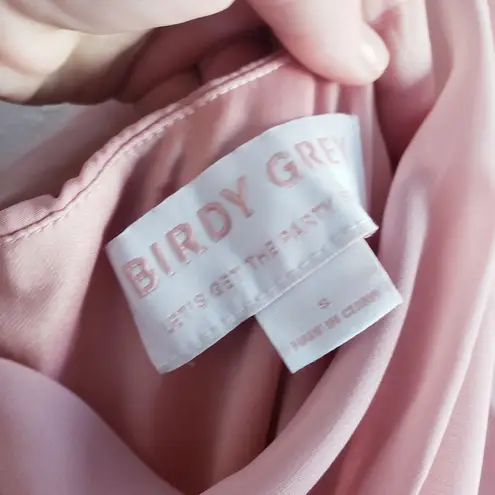 BIRDY GREY
LET'S GET THE PARTY
S
MADE IN CHINA